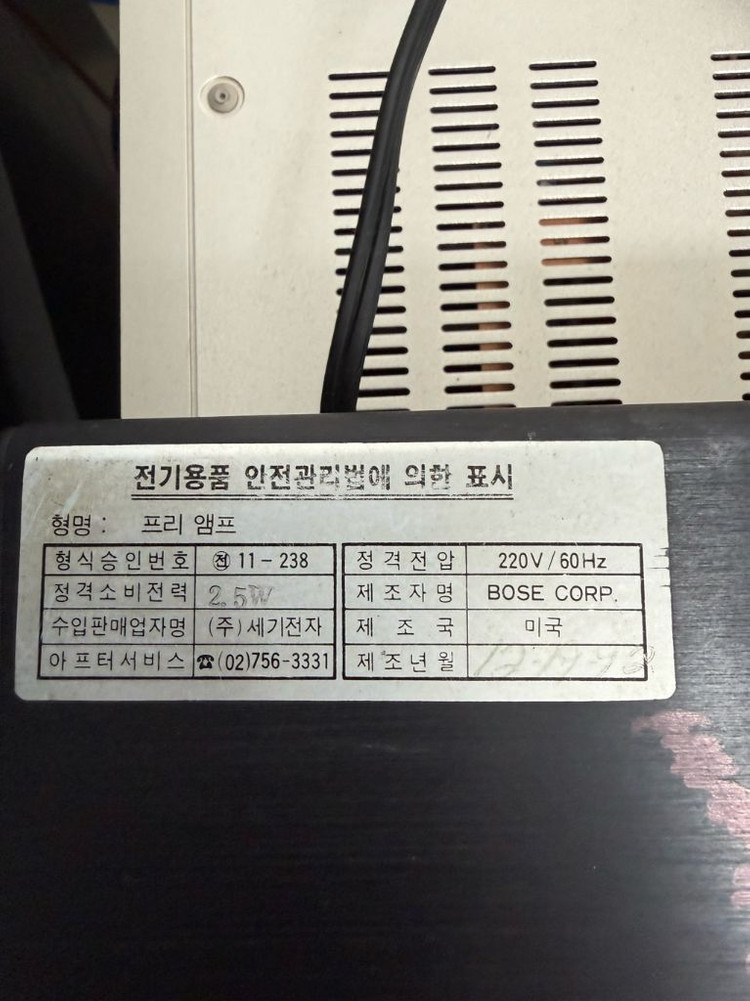 전기용품 안전관리법에 의한 표시
형명 : 프리 앰프
형식승인번호 ㉠ 11-238
정격전압 220V/60Hz
정격소비전력 2.5W
제조자명 BOSE CORP.
수입판매업자명 (주)세기전자
제조국 미국
아프터서비스 ☎(02)756-3331
제조년월